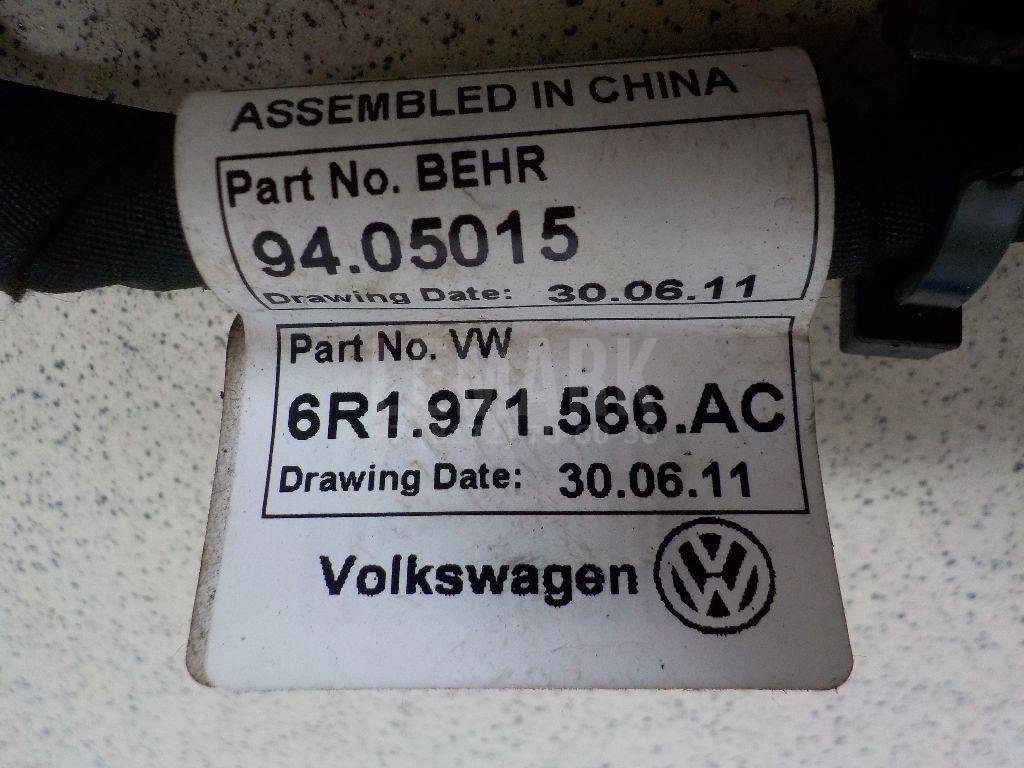 ASSEMBLED IN CHINA
Part No. BEHR
94.05015
Drawing Date: 30.06.11
Part No. VW
6R1.971.566.AC
Drawing Date: 30.06.11
Volkswagen